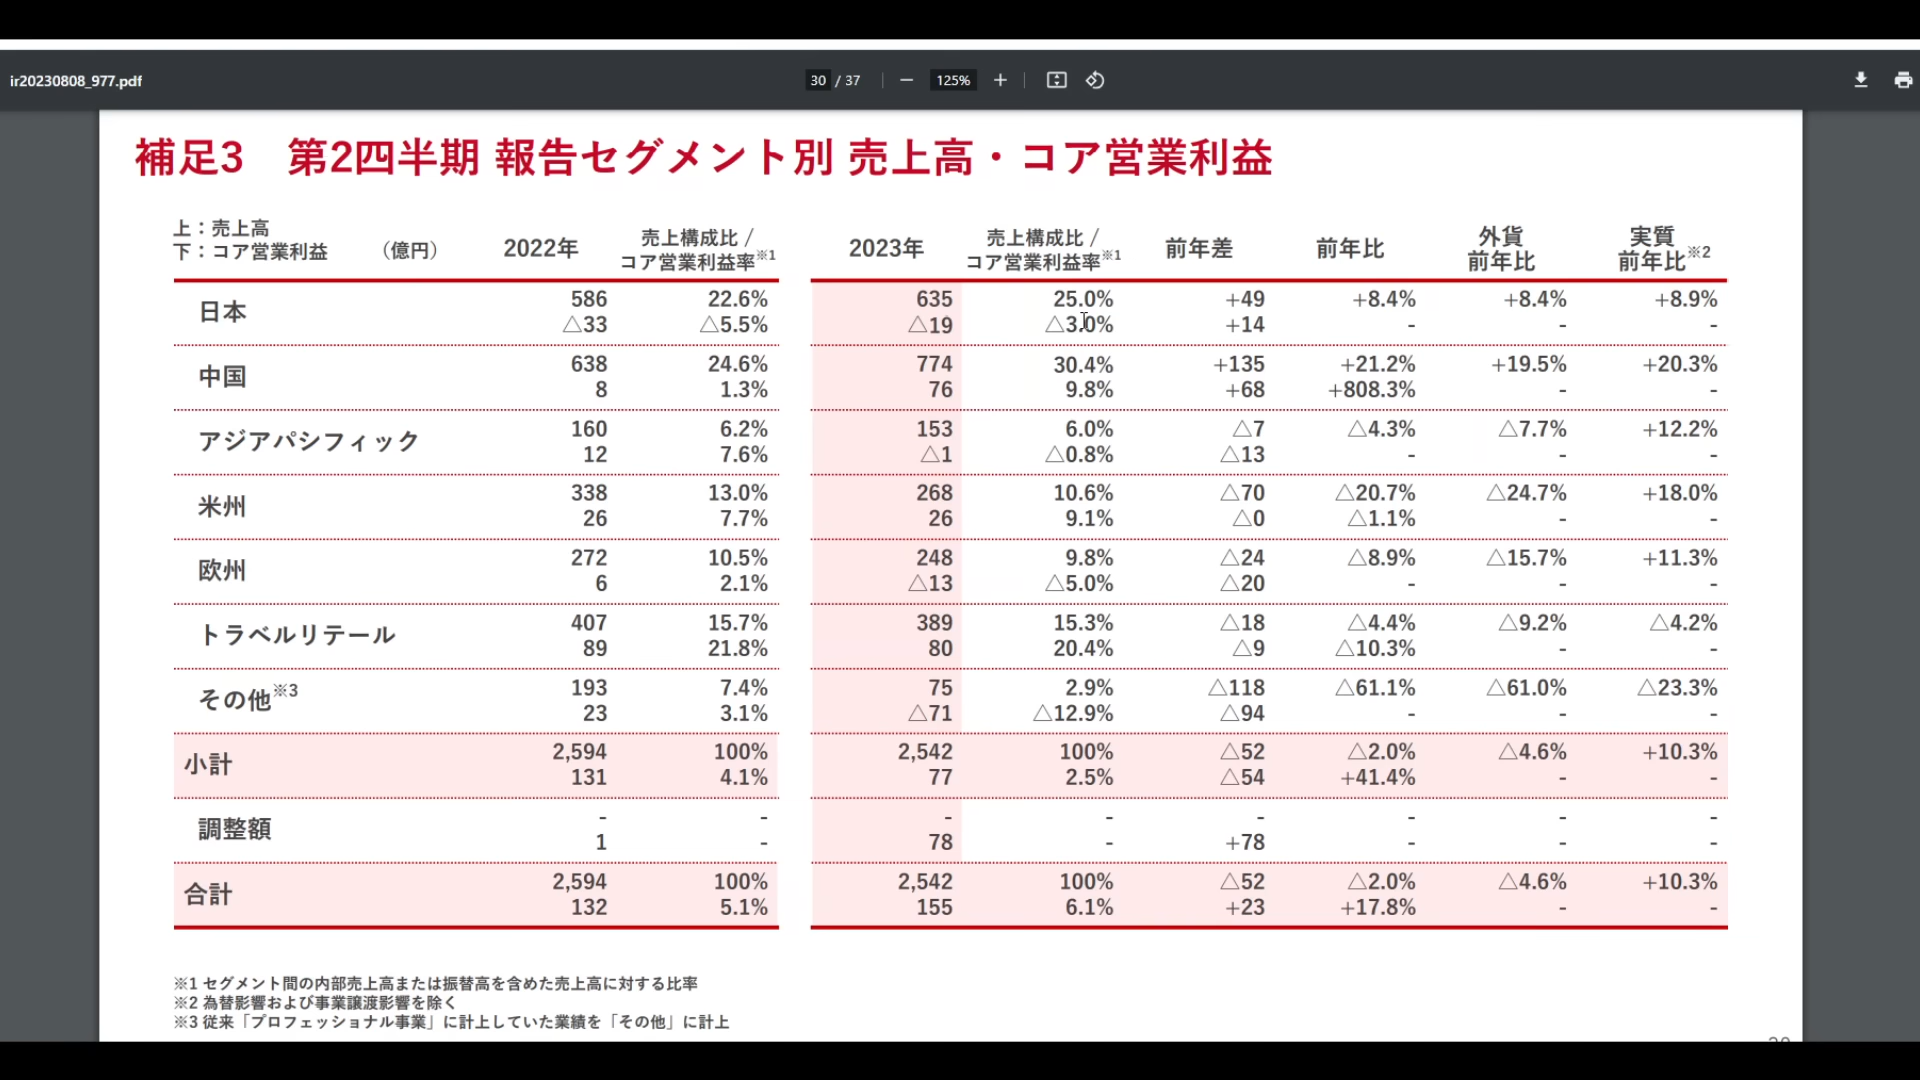 ir20230808_977.pdf
30 / 37
125%
補足3 第2四半期 報告セグメント別 売上高・コア営業利益
上：売上高
下：コア営業利益 （億円） 2022年 売上構成比 / コア営業利益率※1 2023年 売上構成比 / コア営業利益率※1 前年差 前年比 外貨前年比 実質前年比※2
日本 586 22.6% 635 25.0% +49 +8.4% +8.4% +8.9%
△33 △5.5% △19 △3.0% +14 - - -
中国 638 24.6% 774 30.4% +135 +21.2% +19.5% +20.3%
8 1.3% 76 9.8% +68 +808.3% - -
アジアパシフィック 160 6.2% 153 6.0% △7 △4.3% △7.7% +12.2%
12 7.6% △1 △0.8% △13 - - -
米州 338 13.0% 268 10.6% △70 △20.7% △24.7% +18.0%
26 7.7% 26 9.1% △0 △1.1% - -
欧州 272 10.5% 248 9.8% △24 △8.9% △15.7% +11.3%
6 2.1% △13 △5.0% △20 - - -
トラベルリテール 407 15.7% 389 15.3% △18 △4.4% △9.2% △4.2%
89 21.8% 80 20.4% △9 △10.3% - -
その他※3 193 7.4% 75 2.9% △118 △61.1% △61.0% △23.3%
23 3.1% △71 △12.9% △94 - - -
小計 2,594 100% 2,542 100% △52 △2.0% △4.6% +10.3%
131 4.1% 77 2.5% △54 +41.4% - -
調整額 - - - - - - - -
1 - 78 - +78 - - -
合計 2,594 100% 2,542 100% △52 △2.0% △4.6% +10.3%
132 5.1% 155 6.1% +23 +17.8% - -
※1 セグメント間の内部売上高または振替高を含めた売上高に対する比率
※2 為替影響および事業譲渡影響を除く
※3 従来「プロフェッショナル事業」に計上していた業績を「その他」に計上